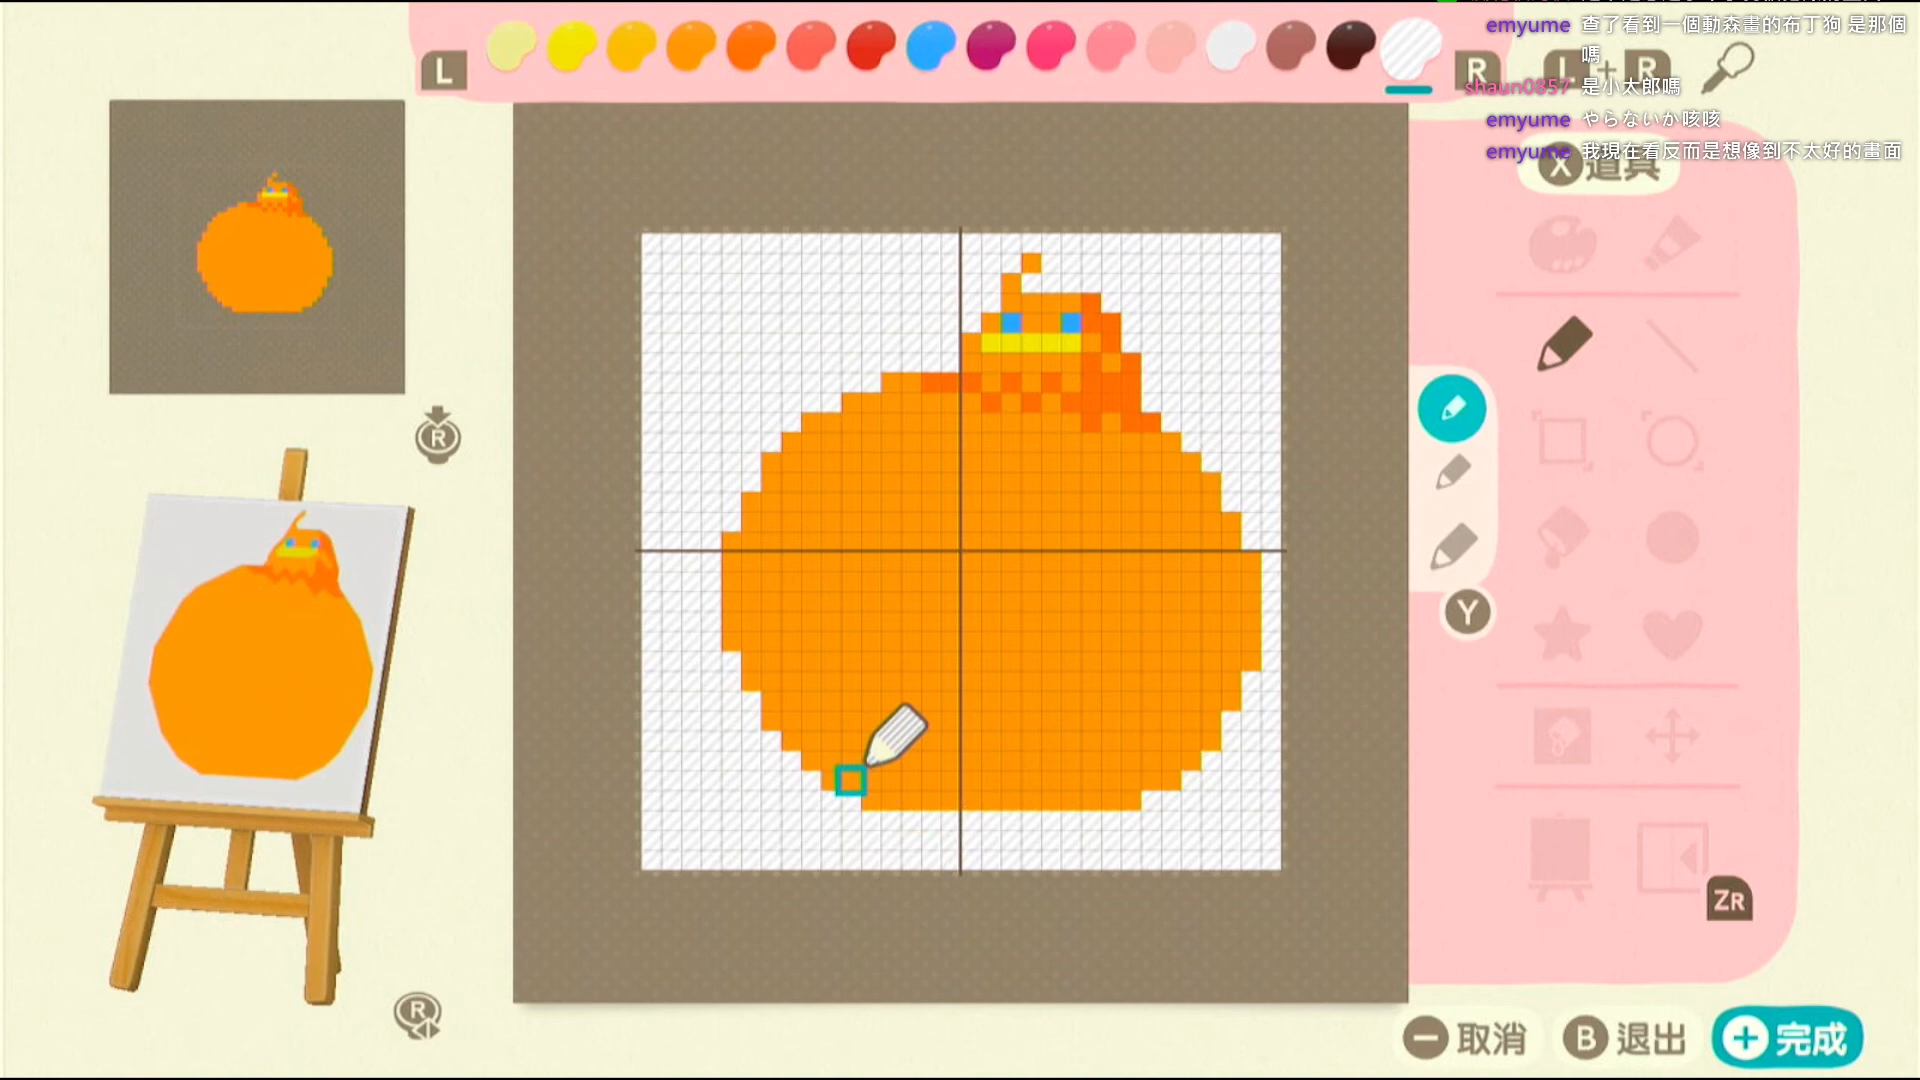 L
R
L + R
emyume 查了看到一個動森畫的布丁狗 是那個
嗎
shaun0857 是小太郎嗎
emyume やらないか咳咳
emyume 我現在看反而是想像到不太好的畫面
X 道具
R
Y
ZR
R
取消
B 退出
完成